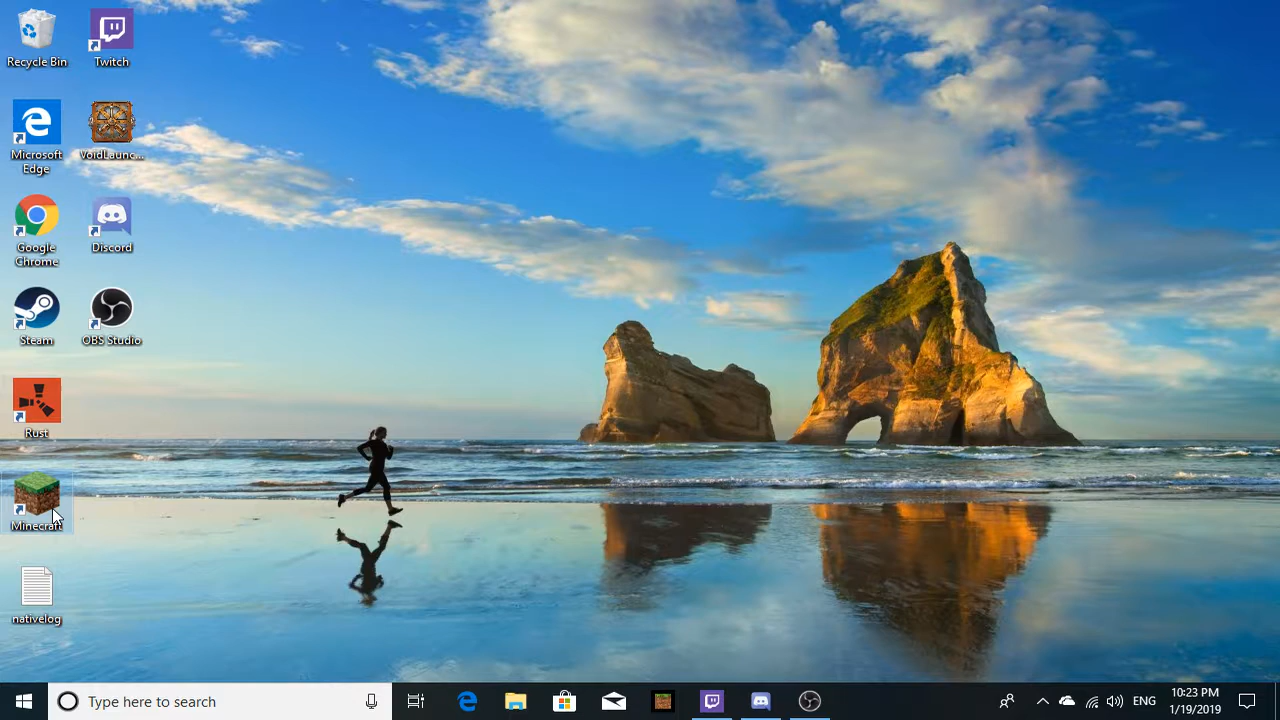 Recycle Bin
Twitch
Microsoft
Edge
VoidLaunc...
Google
Chrome
Discord
Steam
OBS Studio
Rust
Minecraft
nativelog
Type here to search
ENG
10:23 PM
1/19/2019